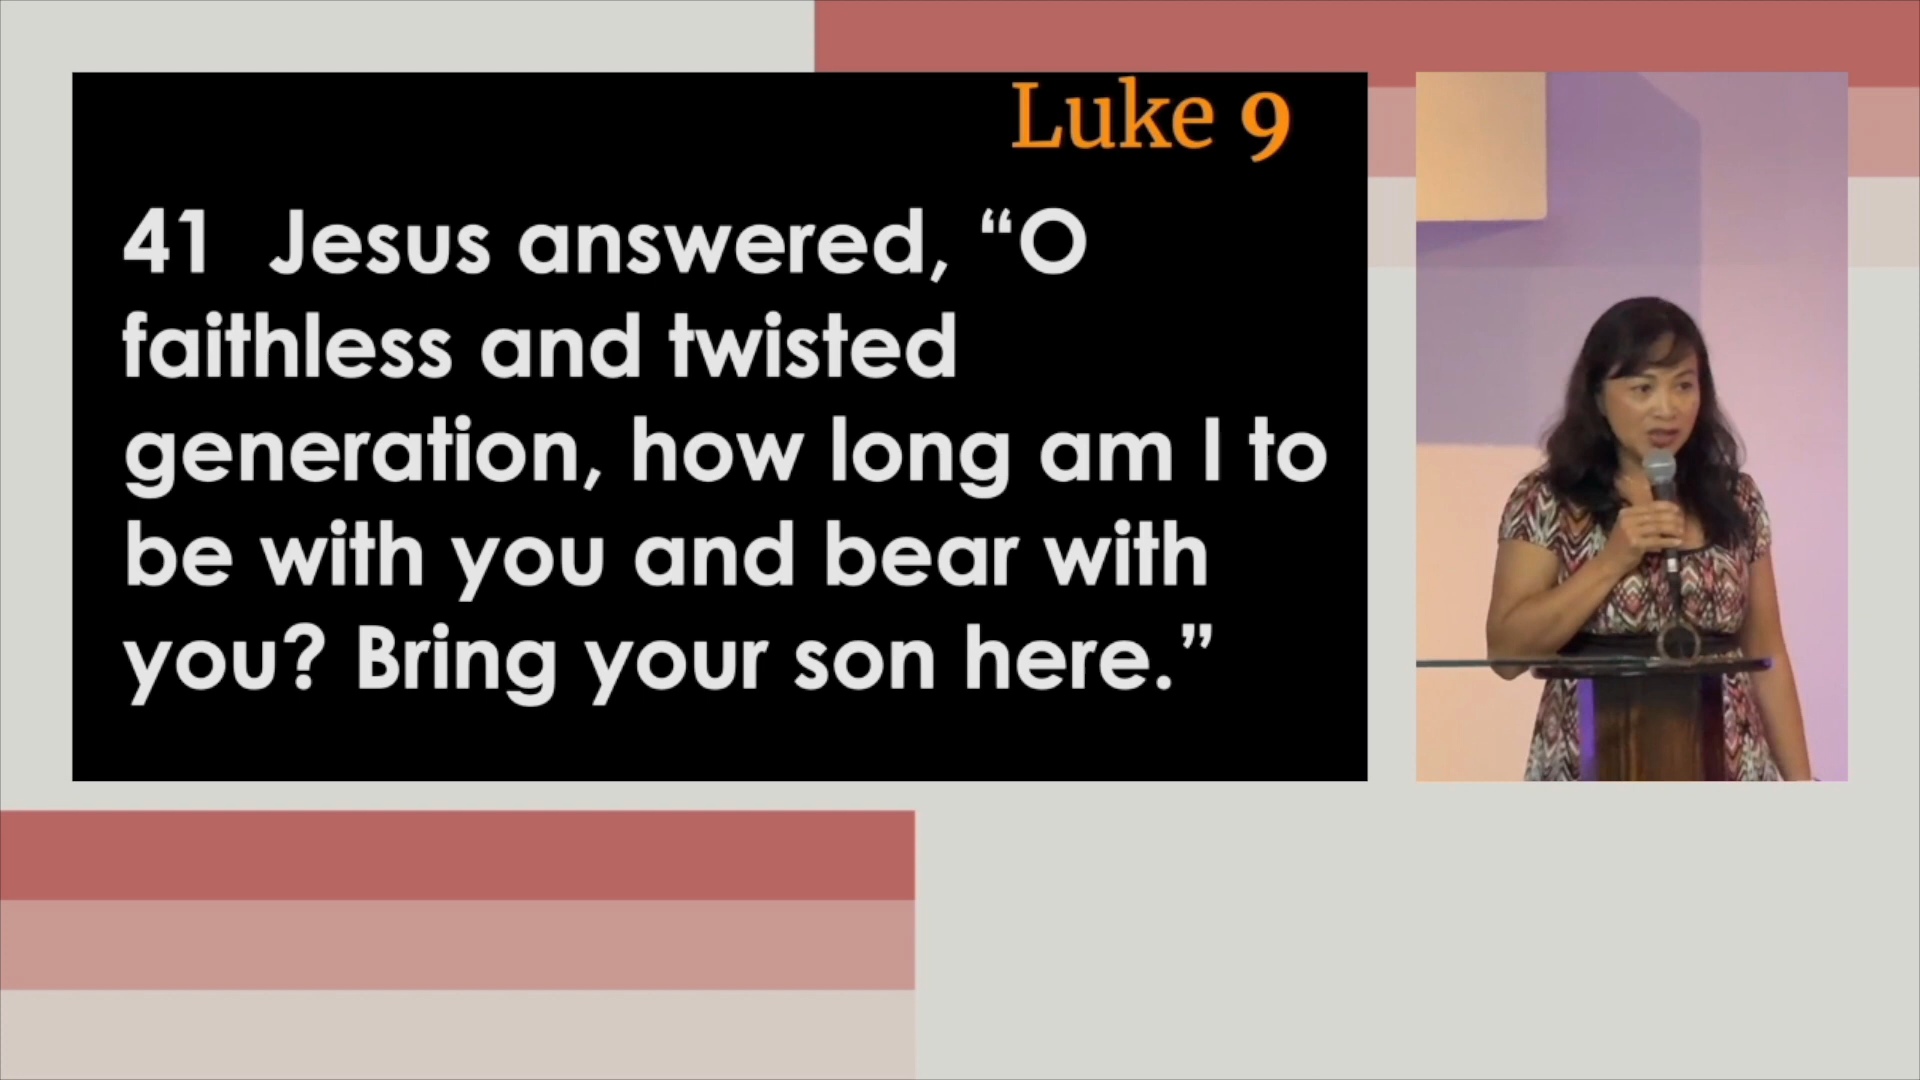 Luke 9
41 Jesus answered, “O
faithless and twisted
generation, how long am I to
be with you and bear with
you? Bring your son here.”